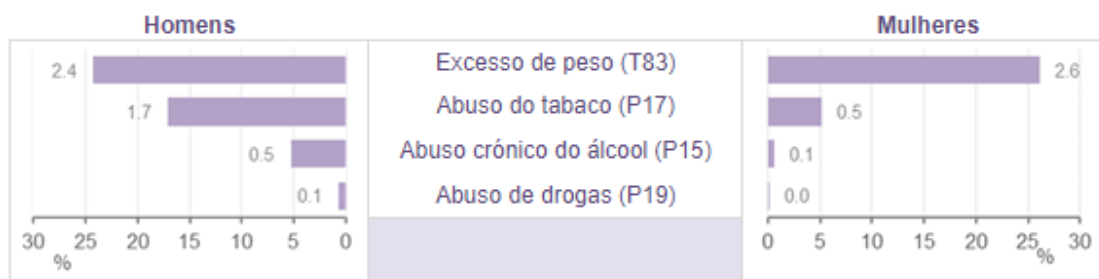 Homens
Mulheres
2.4
Excesso de peso (T83)
2.6
1.7
Abuso do tabaco (P17)
0.5
0.5
Abuso crónico do álcool (P15)
0.1
0.1
Abuso de drogas (P19)
0.0
30 25 20 15 10 5 0
%
0 5 10 15 20 25 30
%